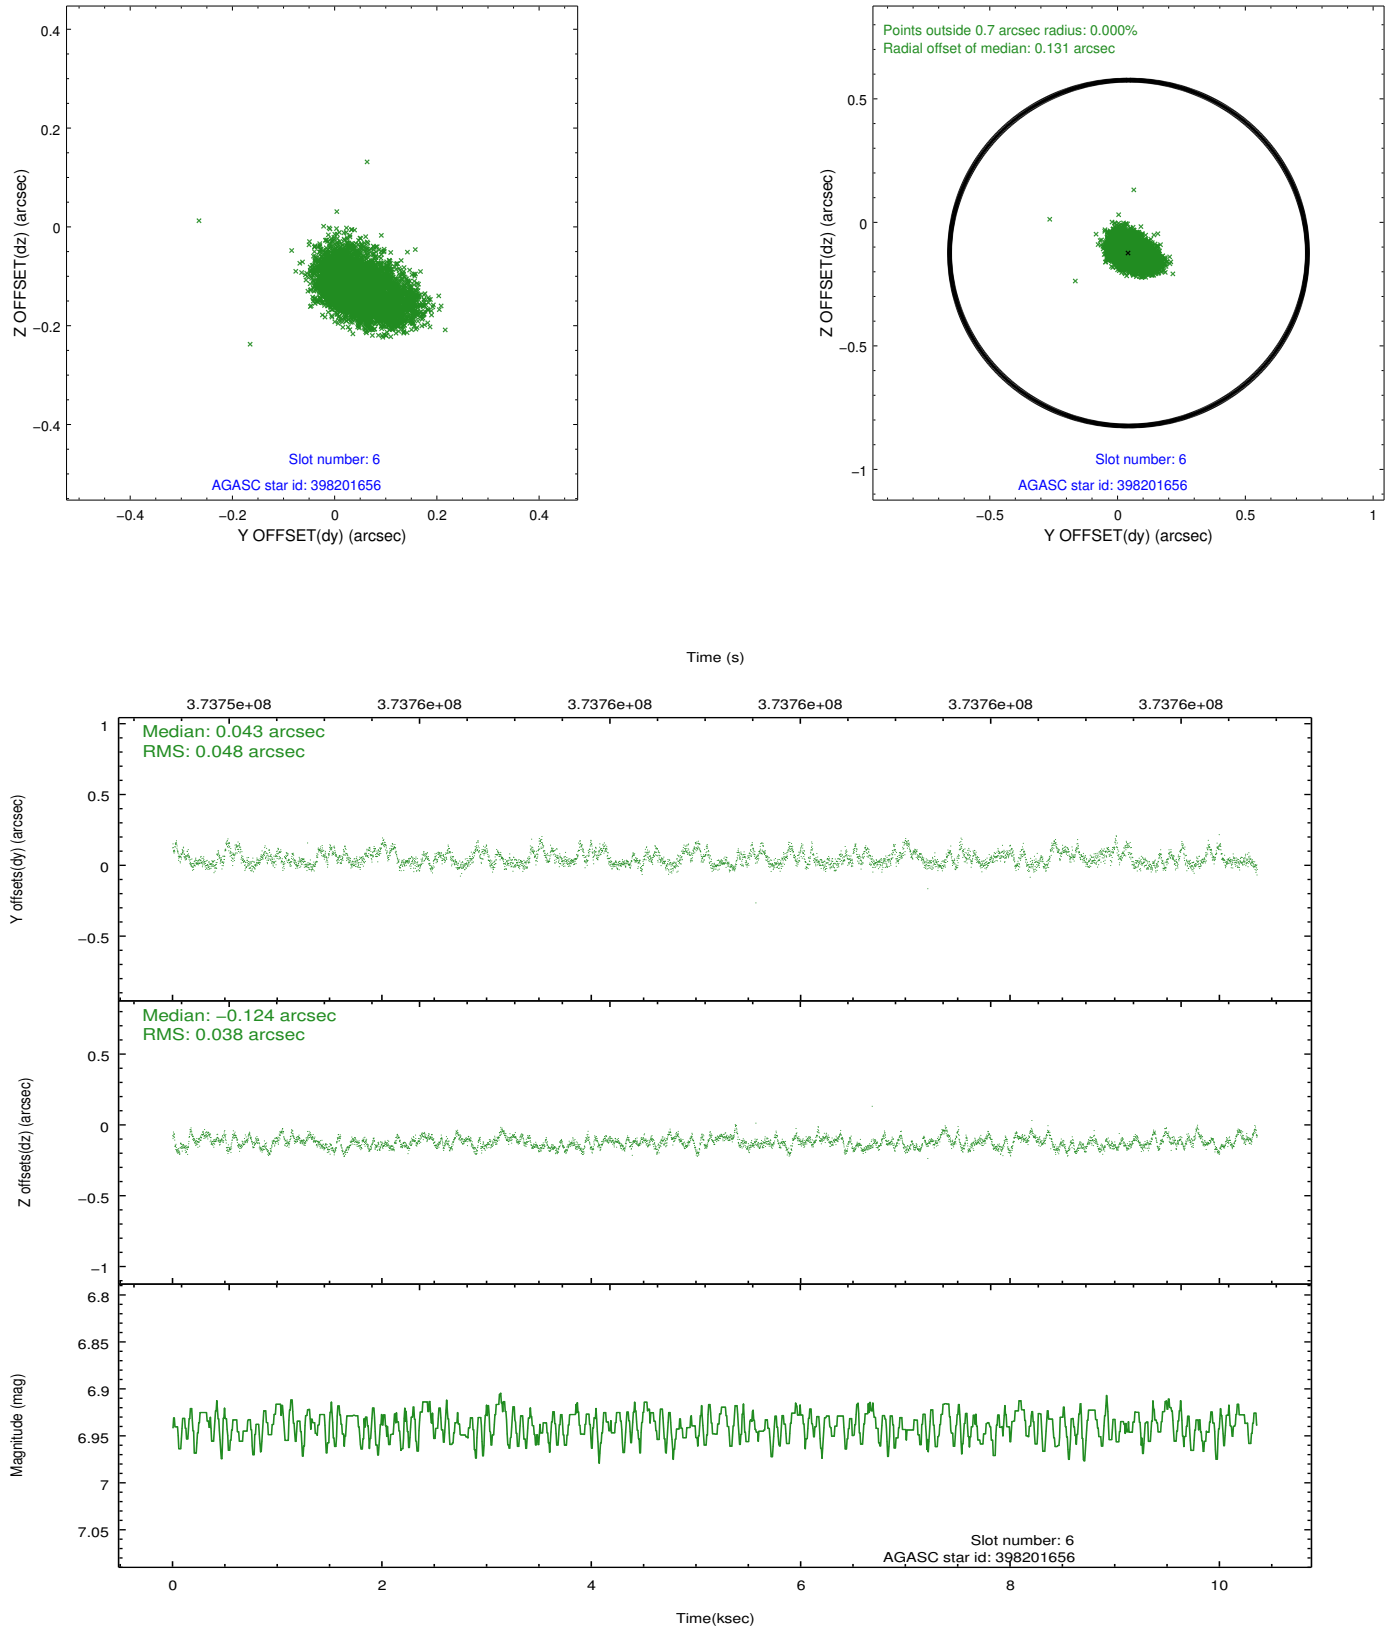 0.4
0.2
0
−0.2
−0.4
Z OFFSET(dz) (arcsec)
Slot number: 6
AGASC star id: 398201656
−0.4 −0.2 0 0.2 0.4
Y OFFSET(dy) (arcsec)
Points outside 0.7 arcsec radius: 0.000%
Radial offset of median: 0.131 arcsec
0.5
0
−0.5
−1
Z OFFSET(dz) (arcsec)
Slot number: 6
AGASC star id: 398201656
−0.5 0 0.5 1
Y OFFSET(dy) (arcsec)
Time (s)
3.7375e+08 3.7376e+08 3.7376e+08 3.7376e+08 3.7376e+08 3.7376e+08
Median: 0.043 arcsec
RMS: 0.048 arcsec
1
0.5
0
−0.5
Y offsets(dy) (arcsec)
Median: −0.124 arcsec
RMS: 0.038 arcsec
0.5
0
−0.5
−1
Z offsets(dz) (arcsec)
6.8
6.85
6.9
6.95
7
7.05
Magnitude (mag)
Slot number: 6
AGASC star id: 398201656
0 2 4 6 8 10
Time(ksec)